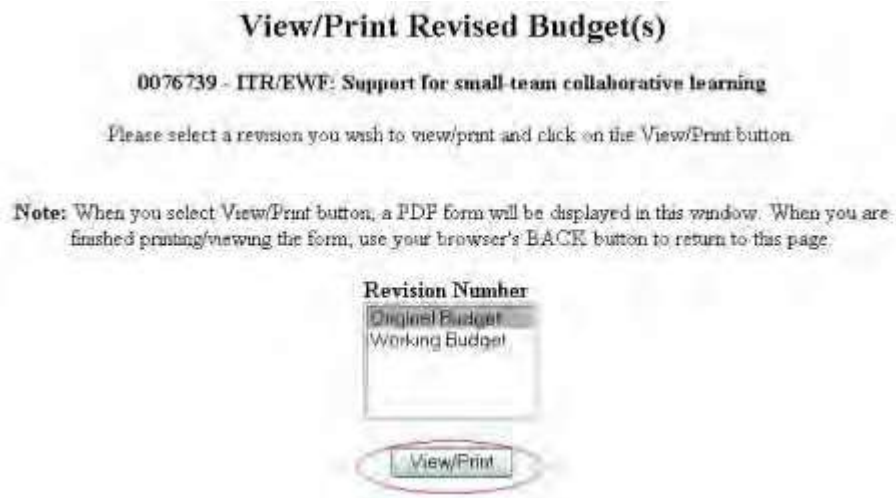 View/Print Revised Budget(s)
0076739 - ITR/EWF: Support for small-team collaborative learning
Please select a revision you wish to view/print and click on the View/Print button.
Note: When you select View/Print button, a PDF form will be displayed in this window. When you are
finished printing/viewing the form, use your browser's BACK button to return to this page.
Revision Number
Original Budget
Working Budget
View/Print